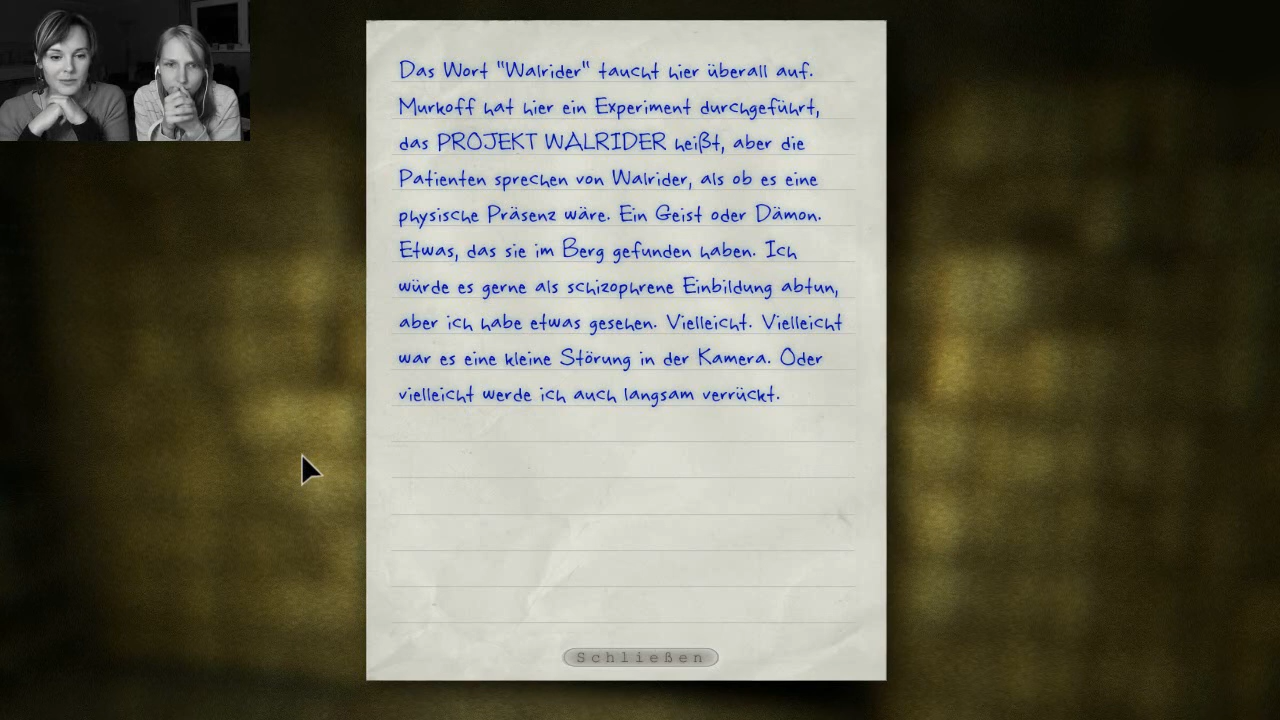 Das Wort "Walrider" taucht hier überall auf.
Murkoff hat hier ein Experiment durchgeführt,
das PROJEKT WALRIDER heißt, aber die
Patienten sprechen von Walrider, als ob es eine
physische Präsenz wäre. Ein Geist oder Dämon.
Etwas, das sie im Berg gefunden haben. Ich
würde es gerne als schizophrene Einbildung abtun,
aber ich habe etwas gesehen. Vielleicht. Vielleicht
war es eine kleine Störung in der Kamera. Oder
vielleicht werde ich auch langsam verrückt.
Schließen